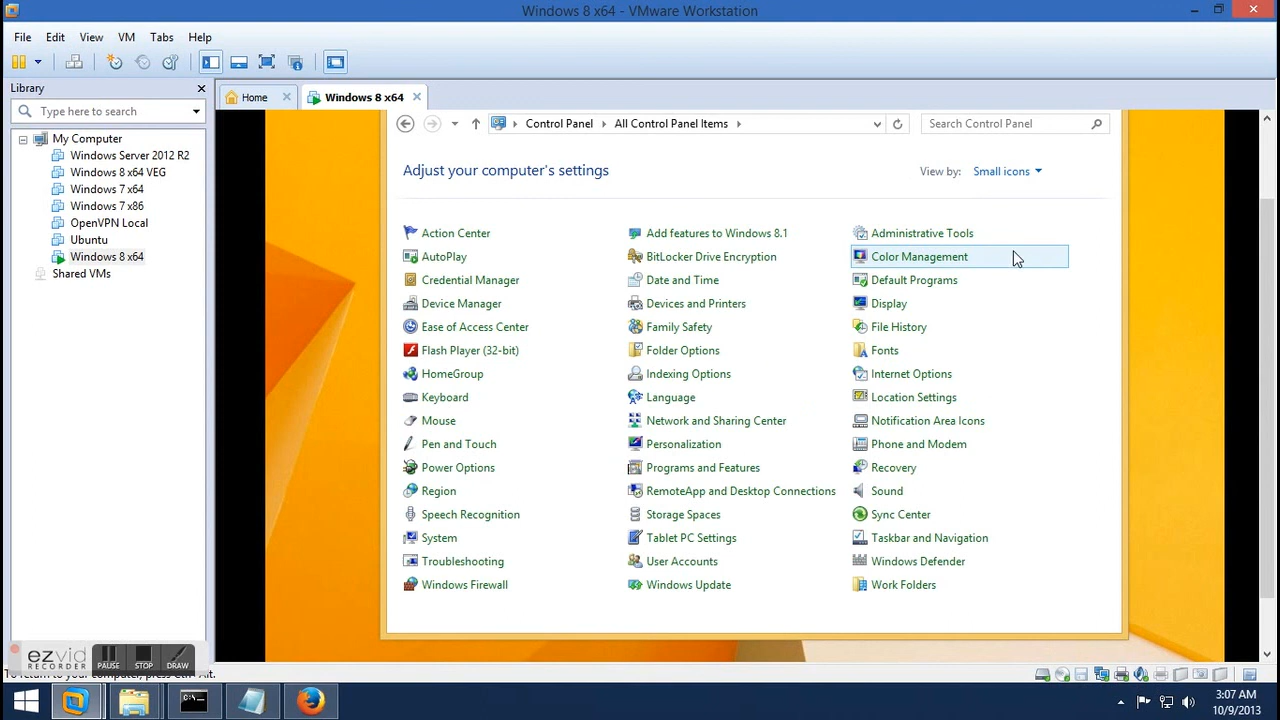 Windows 8 x64 - VMware Workstation
File Edit View VM Tabs Help
Library
Type here to search
My Computer
Windows Server 2012 R2
Windows 8 x64 VEG
Windows 7 x64
Windows 7 x86
OpenVPN Local
Ubuntu
Windows 8 x64
Shared VMs
Home
Windows 8 x64
Control Panel
All Control Panel Items
Search Control Panel
Adjust your computer's settings
View by: Small icons
Action Center
Add features to Windows 8.1
Administrative Tools
AutoPlay
BitLocker Drive Encryption
Color Management
Credential Manager
Date and Time
Default Programs
Device Manager
Devices and Printers
Display
Ease of Access Center
Family Safety
File History
Flash Player (32-bit)
Folder Options
Fonts
HomeGroup
Indexing Options
Internet Options
Keyboard
Language
Location Settings
Mouse
Network and Sharing Center
Notification Area Icons
Pen and Touch
Personalization
Phone and Modem
Power Options
Programs and Features
Recovery
Region
RemoteApp and Desktop Connections
Sound
Speech Recognition
Storage Spaces
Sync Center
System
Tablet PC Settings
Taskbar and Navigation
Troubleshooting
User Accounts
Windows Defender
Windows Firewall
Windows Update
Work Folders
ezvid
RECORDER
PAUSE
STOP
DRAW
To return to your computer, press Ctrl+Alt.
3:07 AM
10/9/2013